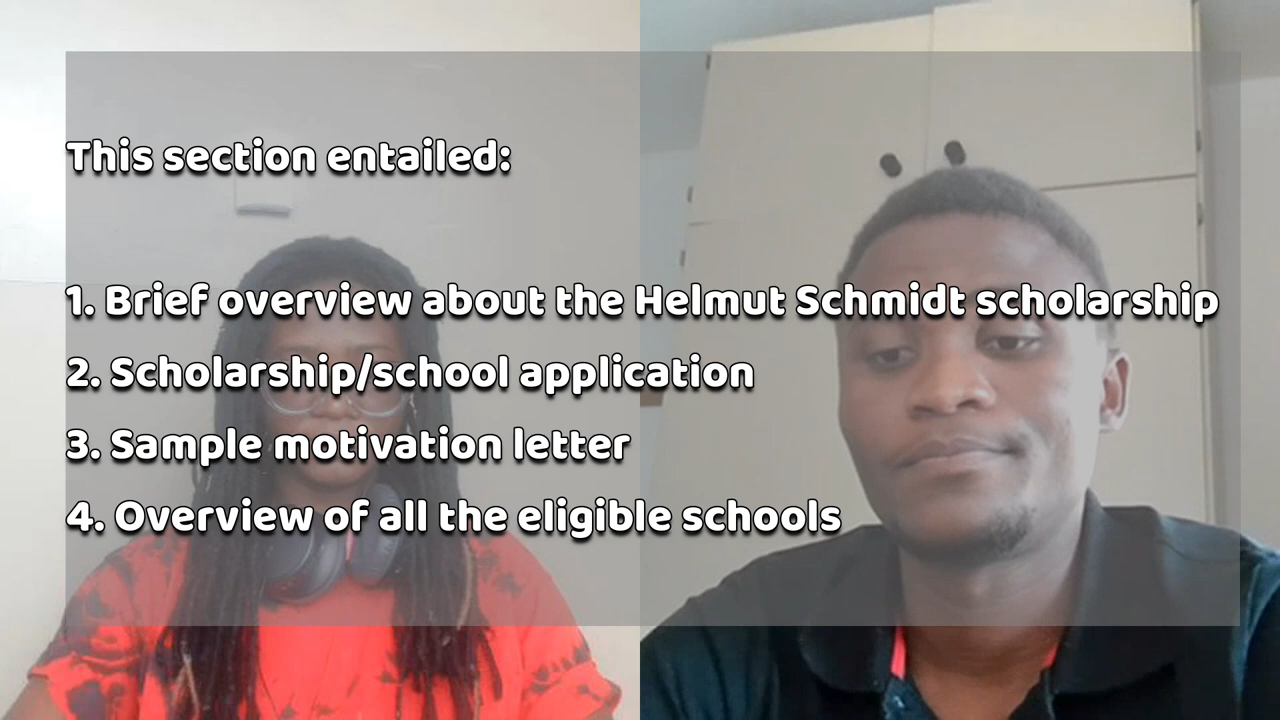 This section entailed:
1. Brief overview about the Helmut Schmidt scholarship
2. Scholarship/school application
3. Sample motivation letter
4. Overview of all the eligible schools